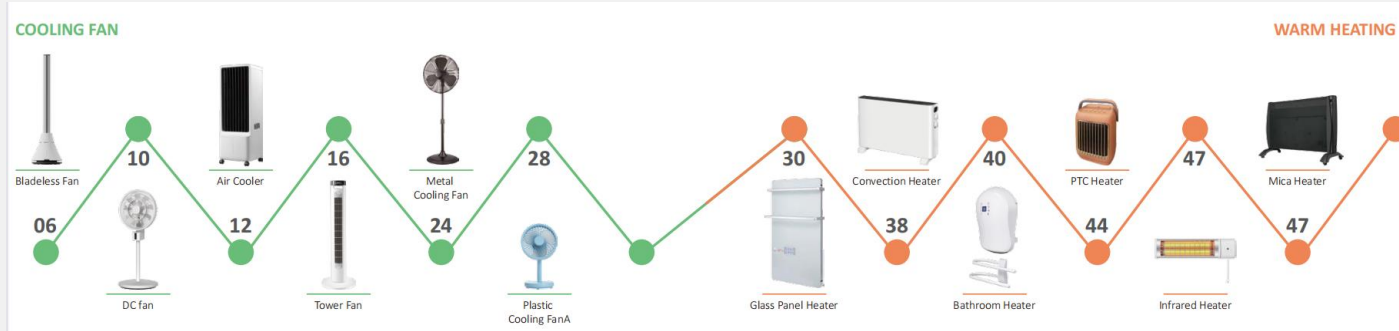 COOLING FAN
WARM HEATING
Bladeless Fan
06
10
DC fan
Air Cooler
12
16
Tower Fan
Metal
Cooling Fan
24
28
Plastic
Cooling FanA
30
Glass Panel Heater
Convection Heater
38
40
Bathroom Heater
PTC Heater
44
47
Infrared Heater
Mica Heater
47